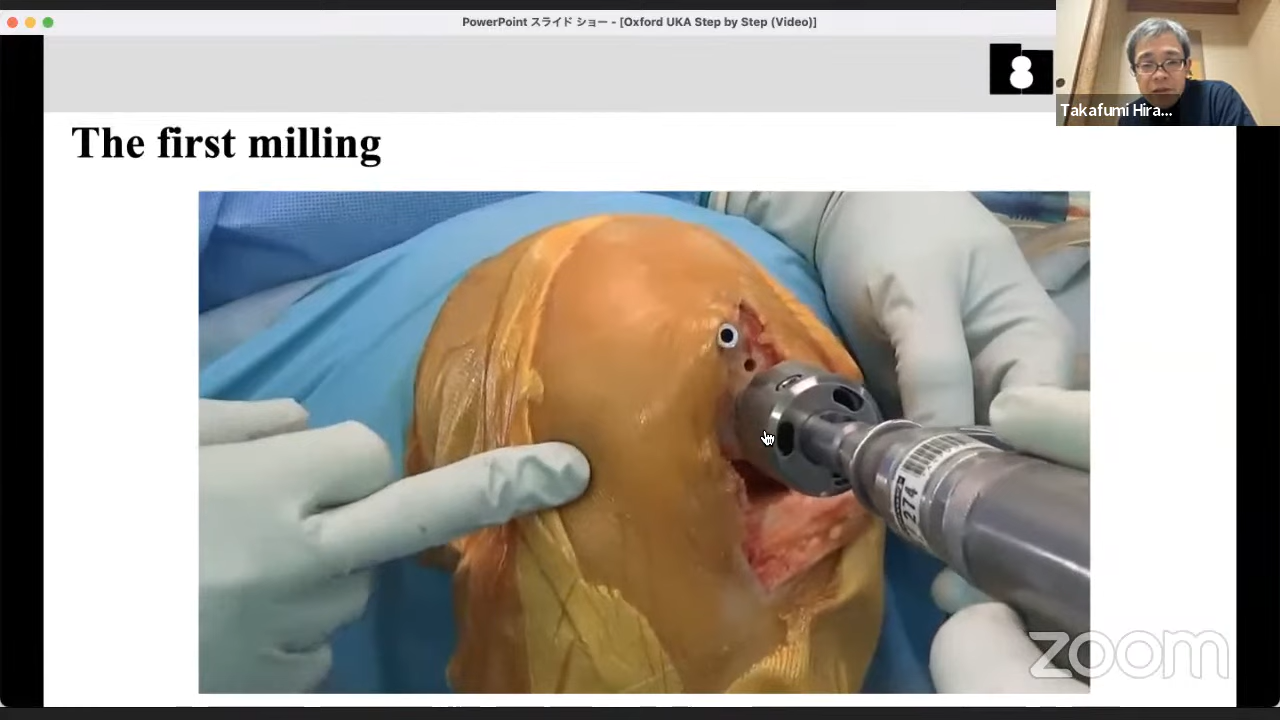 PowerPoint スライド ショー - [Oxford UKA Step by Step (Video)]
Takafumi Hira...
The first milling
274
zoom